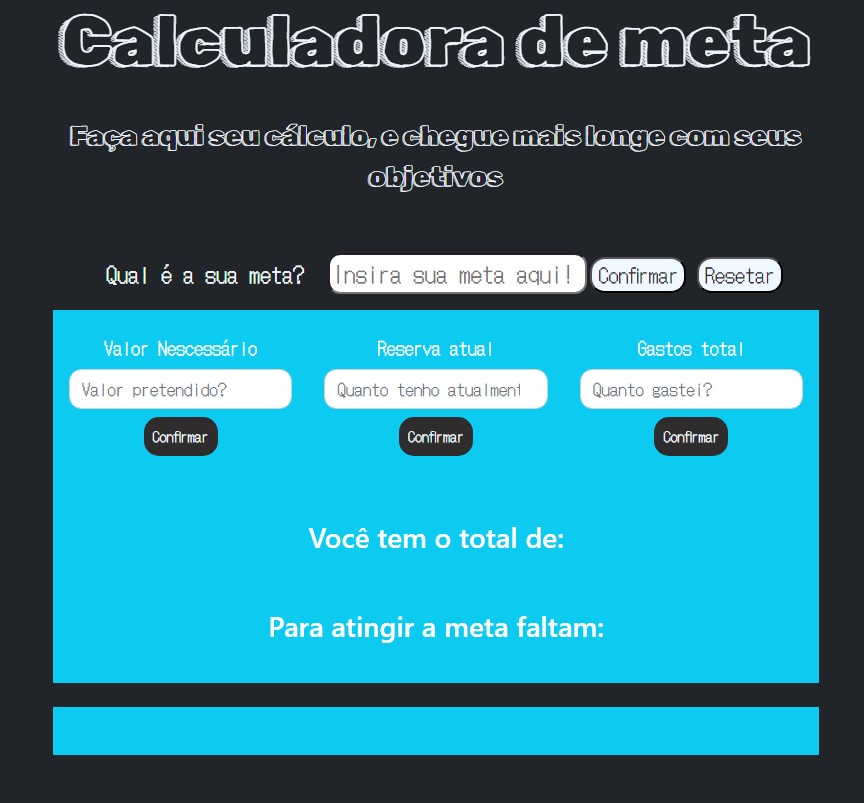 Calculadora de meta
Faça aqui seu cálculo, e chegue mais longe com seus
objetivos
Qual é a sua meta? Insira sua meta aqui! Confirmar Resetar
Valor Nescessário Reserva atual Gastos total
Valor pretendido? Quanto tenho atualment Quanto gastei?
Confirmar Confirmar Confirmar
Você tem o total de:
Para atingir a meta faltam: